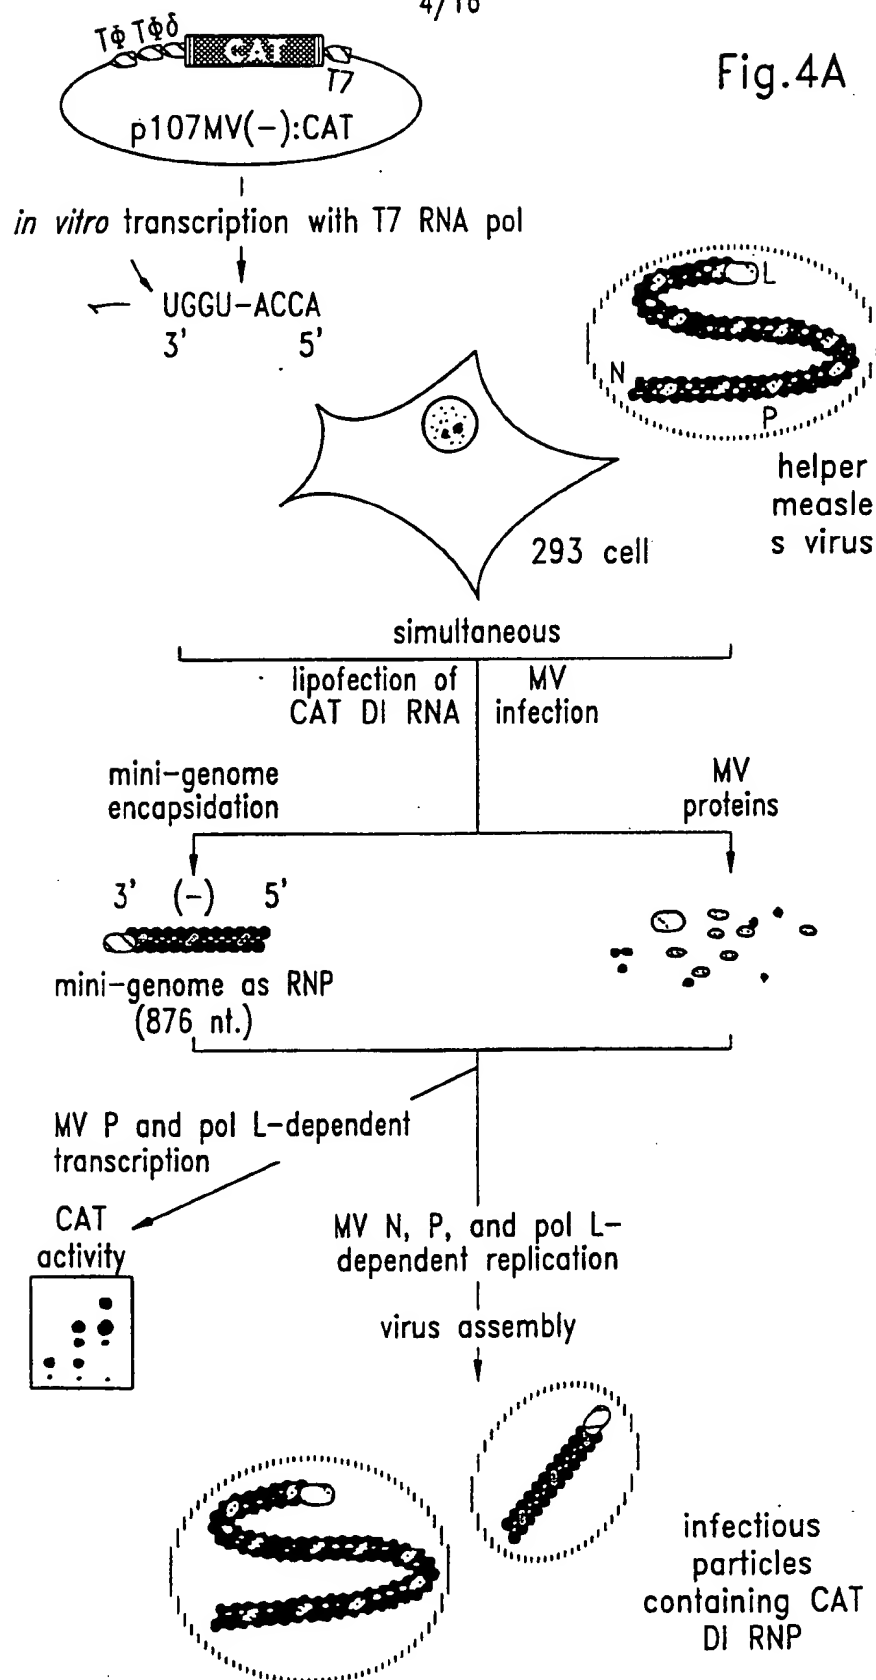 4/16
Fig.4A
TΦ TΦδ
CAT
T7
p107MV(-):CAT
in vitro transcription with T7 RNA pol
UGGU-ACCA
3' 5'
L
N
P
helper
measle
s virus
293 cell
simultaneous
lipofection of
CAT DI RNA
MV
infection
mini-genome
encapsidation
MV
proteins
3' (-) 5'
mini-genome as RNP
(876 nt.)
MV P and pol L-dependent
transcription
CAT
activity
MV N, P, and pol L-
dependent replication
virus assembly
infectious
particles
containing CAT
DI RNP